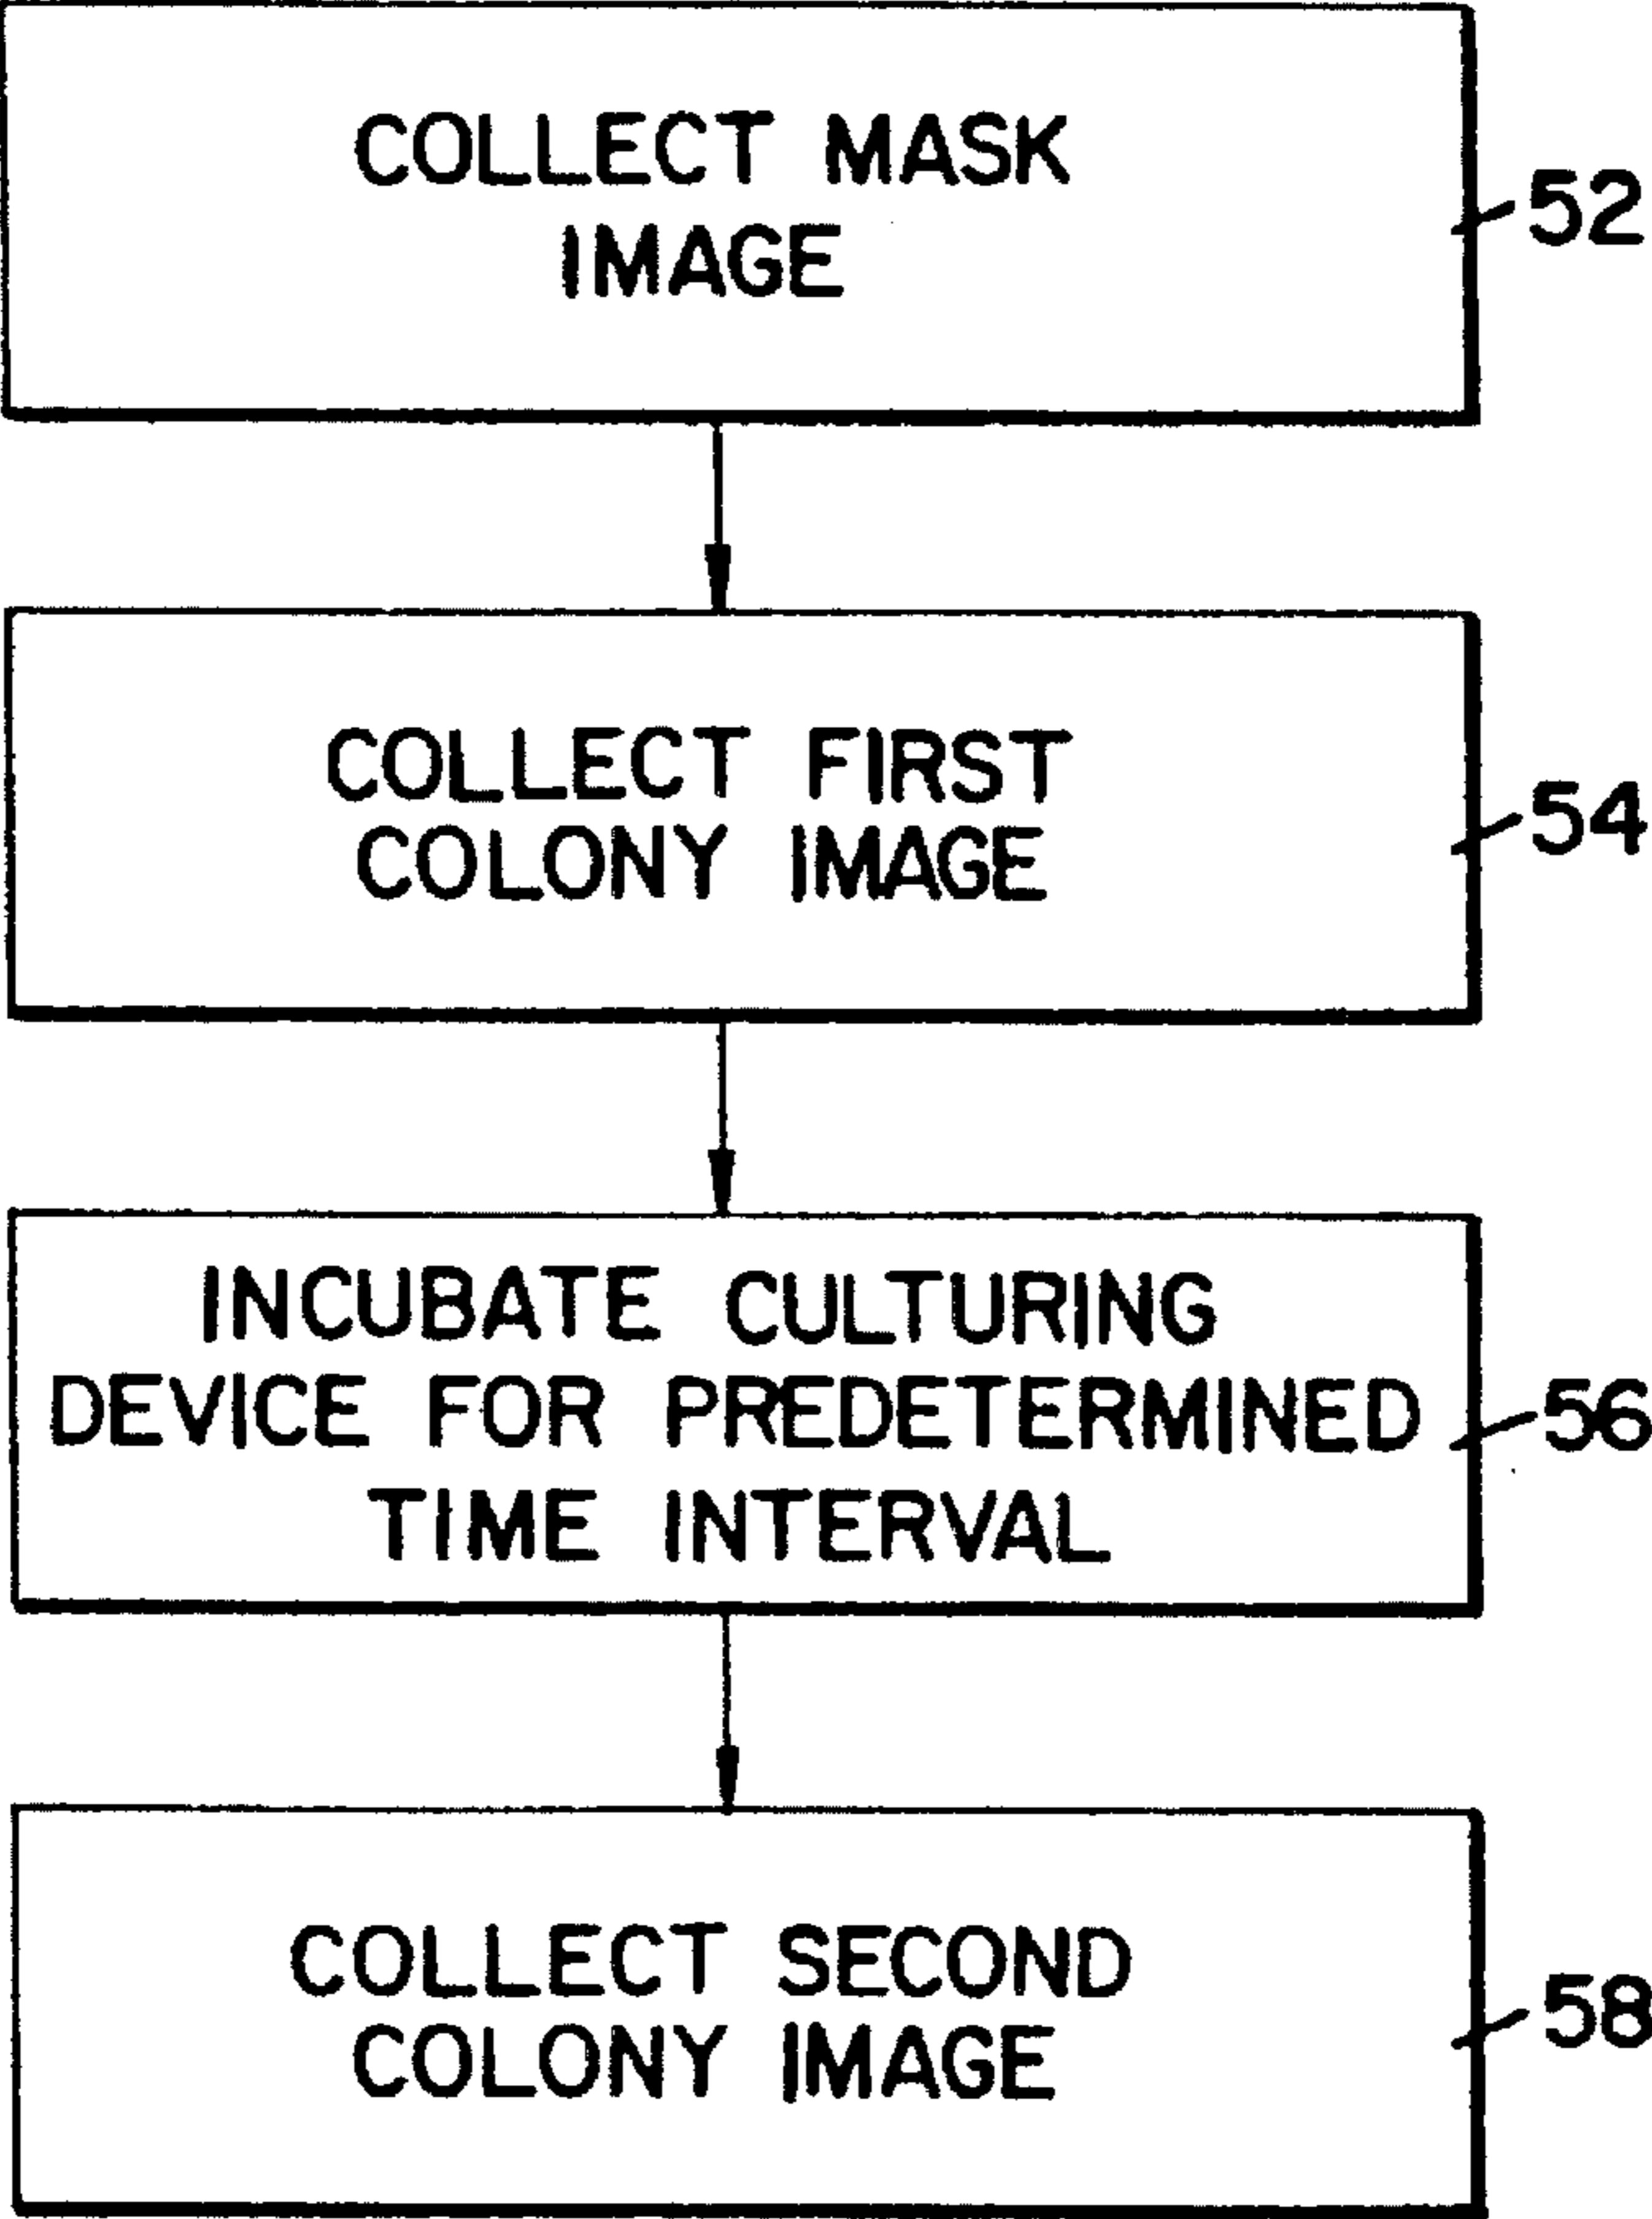 COLLECT MASK
IMAGE
52
COLLECT FIRST
COLONY IMAGE
54
INCUBATE CULTURING
DEVICE FOR PREDETERMINED
TIME INTERVAL
56
COLLECT SECOND
COLONY IMAGE
58